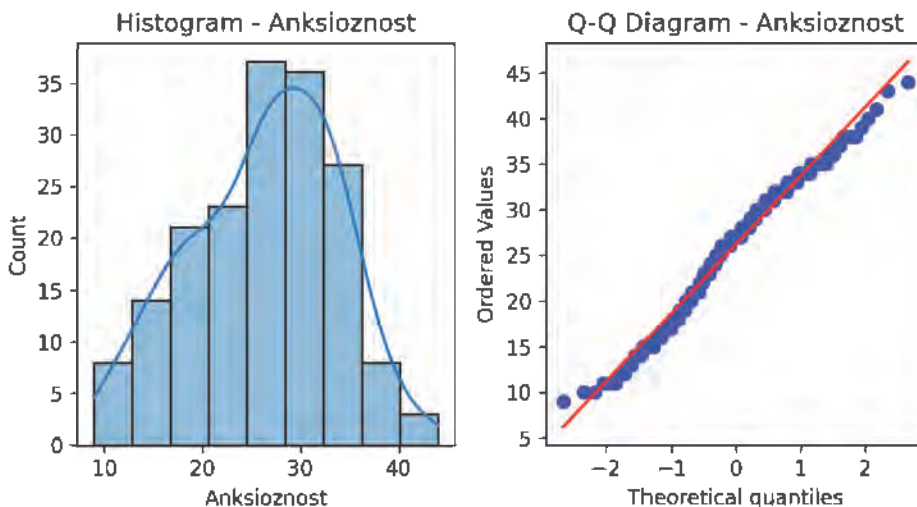 Histogram - Anksioznost
Count
35
30
25
20
15
10
5
0
10 20 30 40
Anksioznost
Q-Q Diagram - Anksioznost
Ordered Values
45
40
35
30
25
20
15
10
5
−2 −1 0 1 2
Theoretical quantiles